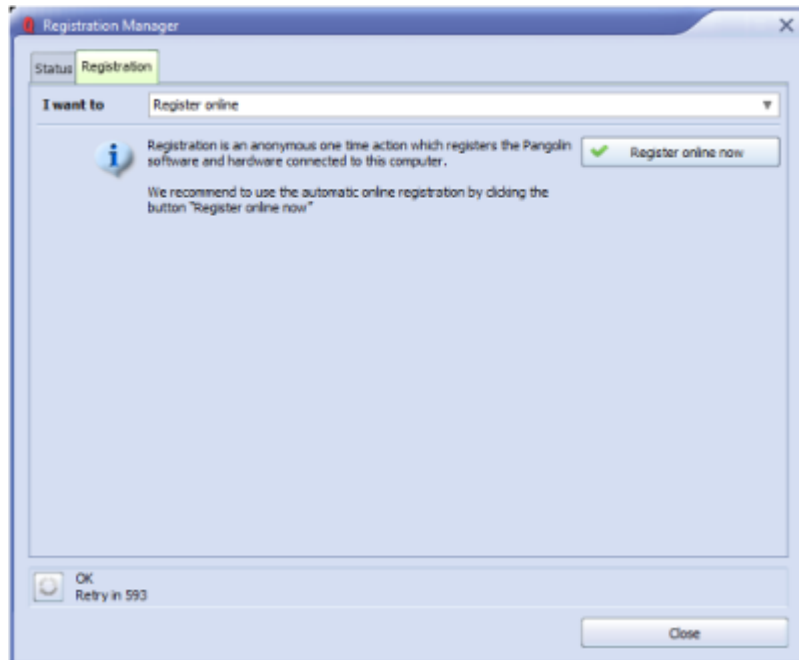 Registration Manager
Status
Registration
I want to
Register online
Registration is an anonymous one time action which registers the Pangolin
software and hardware connected to this computer.
Register online now
We recommend to use the automatic online registration by clicking the
button "Register online now"
OK
Retry in 593
Close